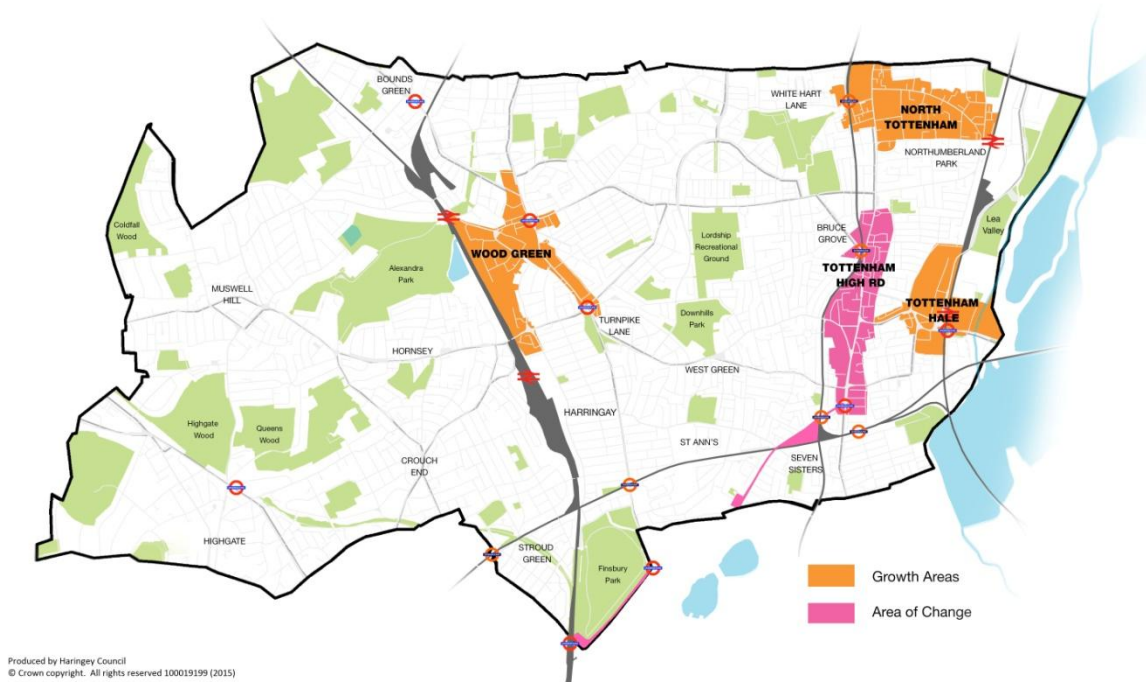 BOUNDS
GREEN
WHITE HART
LANE
NORTH
TOTTENHAM
NORTHUMBERLAND
PARK
Coldfall
Wood
Lordship
Recreational
Ground
BRUCE
GROVE
Lea
Valley
WOOD GREEN
Alexandra
Park
TOTTENHAM
HIGH RD
MUSWELL
HILL
TOTTENHAM
HALE
TURNPIKE
LANE
Downhills
Park
HORNSEY
WEST GREEN
HARRINGAY
Highgate
Wood
Queens
Wood
ST ANN'S
CROUCH
END
SEVEN
SISTERS
HIGHGATE
STROUD
GREEN
Finsbury
Park
Growth Areas
Area of Change
Produced by Haringey Council
© Crown copyright.  All rights reserved 100019199 (2015)